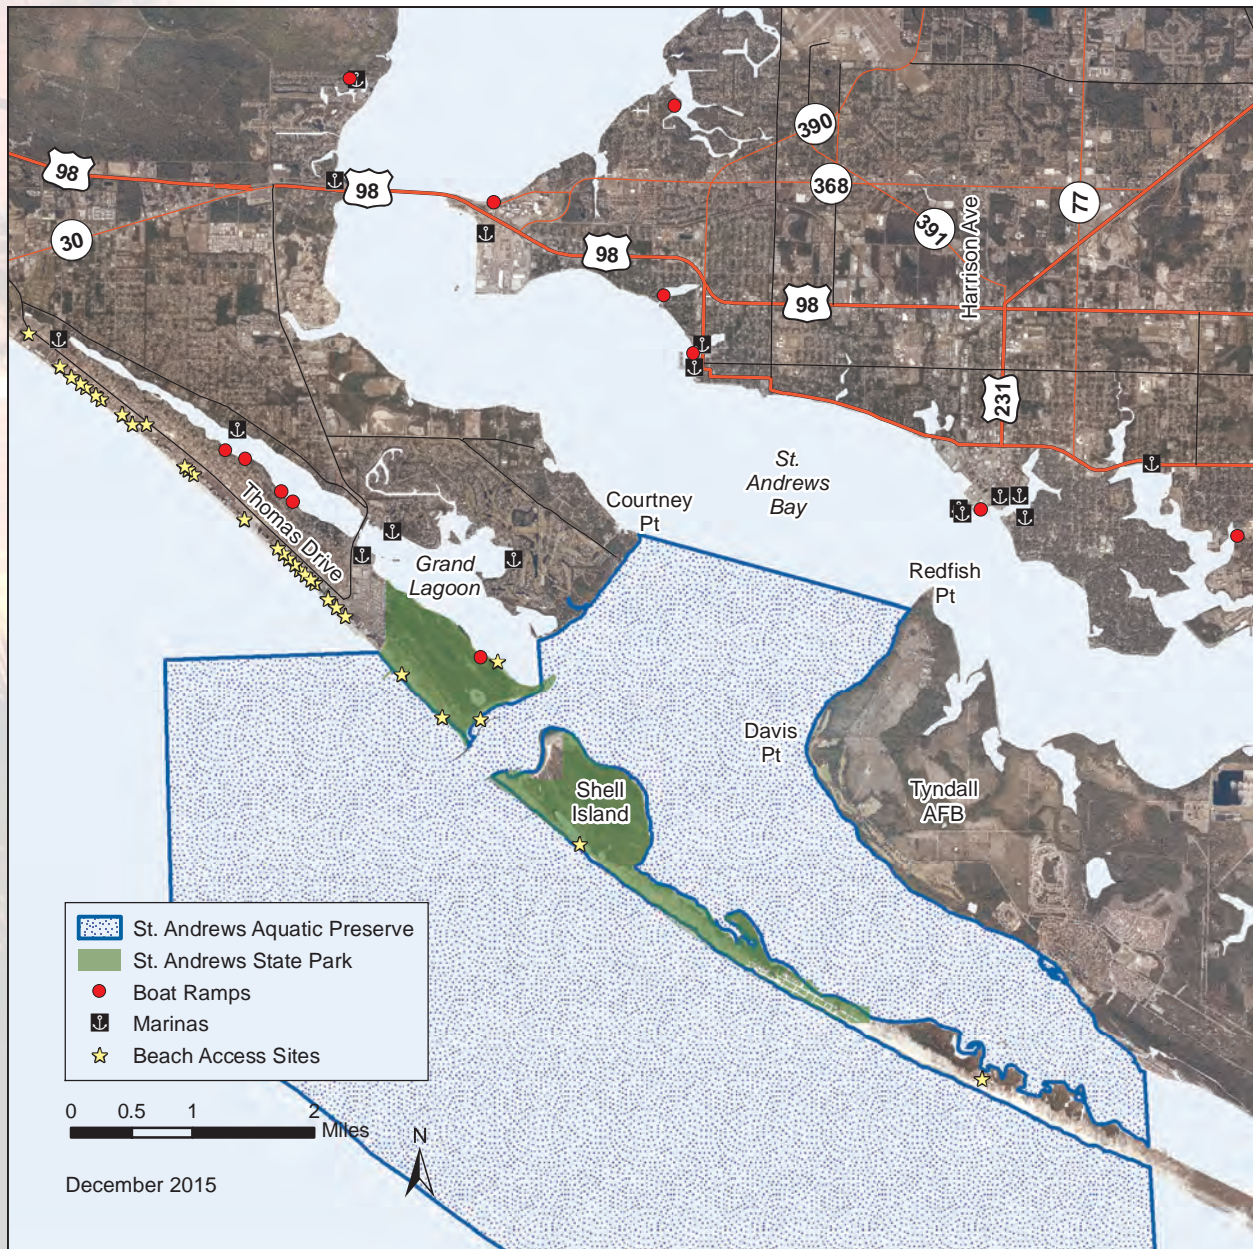 390
98
98
368
77
30
391
98
Harrison Ave
98
231
St.
Andrews
Bay
Courtney
Pt
Thomas Drive
Grand
Lagoon
Redfish
Pt
Davis
Pt
Shell
Island
Tyndall
AFB
St. Andrews Aquatic Preserve
St. Andrews State Park
Boat Ramps
Marinas
Beach Access Sites
0 0.5 1 2
Miles
N
December 2015